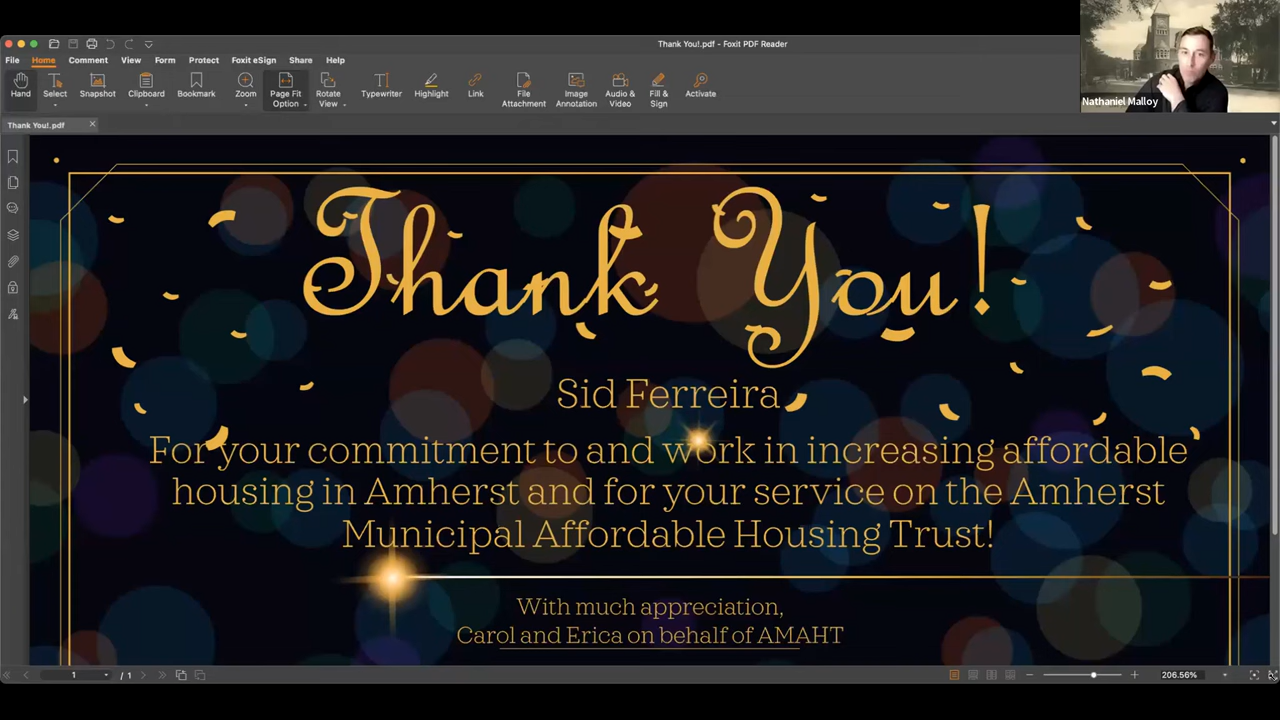 Thank You!.pdf - Foxit PDF Reader
File Home Comment View Form Protect Foxit eSign Share Help
Hand Select Snapshot Clipboard Bookmark Zoom Page Fit Option Rotate View Typewriter Highlight Link File Attachment Image Annotation Audio & Video Fill & Sign Activate
Nathaniel Malloy
Thank You!.pdf
Thank You!
Sid Ferreira
For your commitment to and work in increasing affordable
housing in Amherst and for your service on the Amherst
Municipal Affordable Housing Trust!
With much appreciation,
Carol and Erica on behalf of AMAHT
1 / 1 206.56%